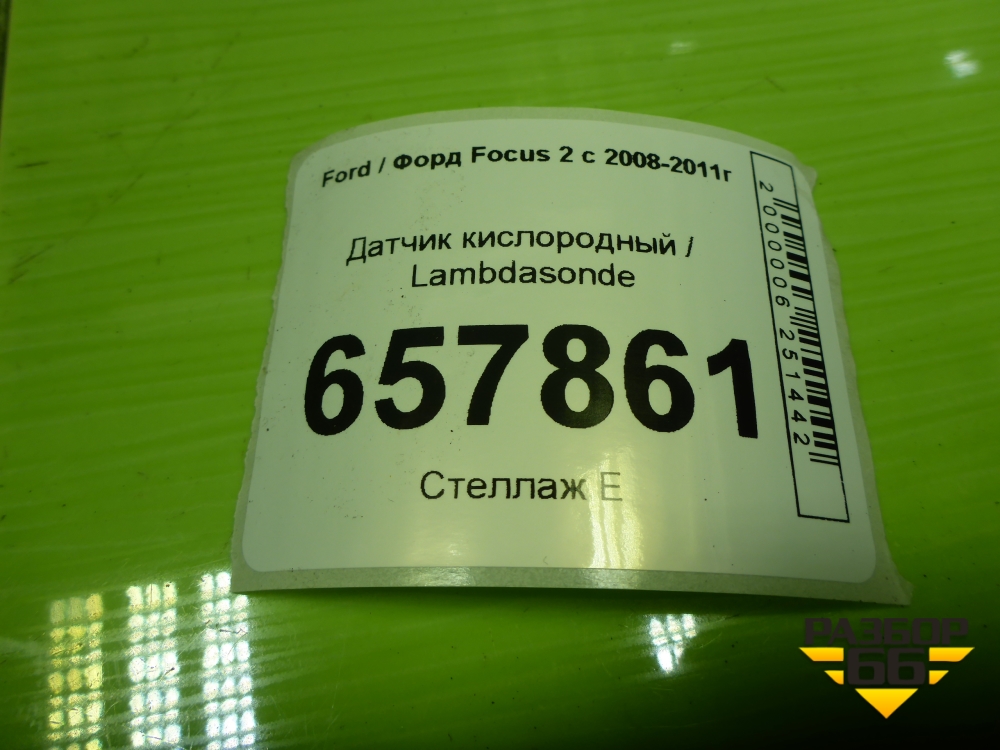 Ford / Форд Focus 2 с 2008-2011г
Датчик кислородный /
Lambdasonde
657861
Стеллаж Е
2000006251442
РАЗБОР
66